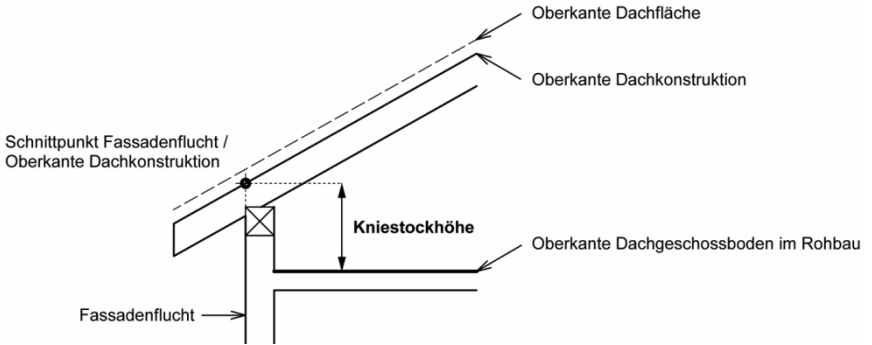 Oberkante Dachfläche
Oberkante Dachkonstruktion
Schnittpunkt Fassadenflucht /
Oberkante Dachkonstruktion
Kniestockhöhe
Oberkante Dachgeschossboden im Rohbau
Fassadenflucht